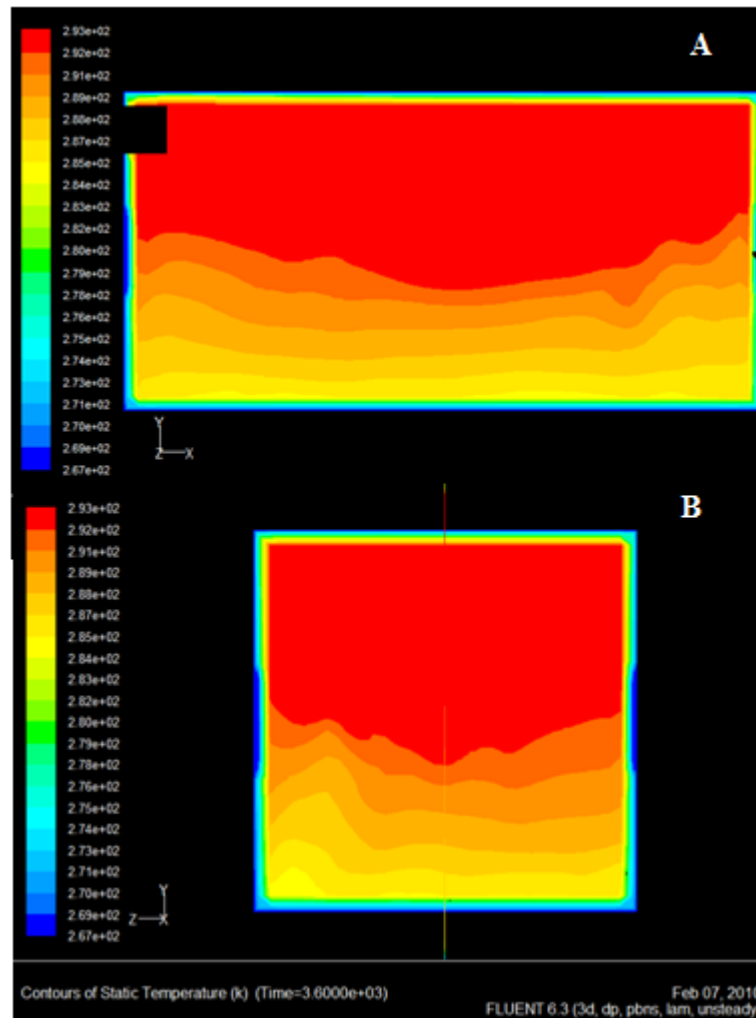 A
2.93e+02
2.92e+02
2.91e+02
2.89e+02
2.88e+02
2.87e+02
2.85e+02
2.84e+02
2.83e+02
2.82e+02
2.80e+02
2.79e+02
2.78e+02
2.76e+02
2.75e+02
2.74e+02
2.73e+02
2.71e+02
2.70e+02
2.69e+02
2.67e+02
Y
Z X
B
2.93e+02
2.92e+02
2.91e+02
2.89e+02
2.88e+02
2.87e+02
2.85e+02
2.84e+02
2.83e+02
2.82e+02
2.80e+02
2.79e+02
2.78e+02
2.76e+02
2.75e+02
2.74e+02
2.73e+02
2.71e+02
2.70e+02
2.69e+02
2.67e+02
Y
Z X
Contours of Static Temperature (k) (Time=3.6000e+03)
Feb 07, 2010
FLUENT 6.3 (3d, dp, pbns, lam, unsteady